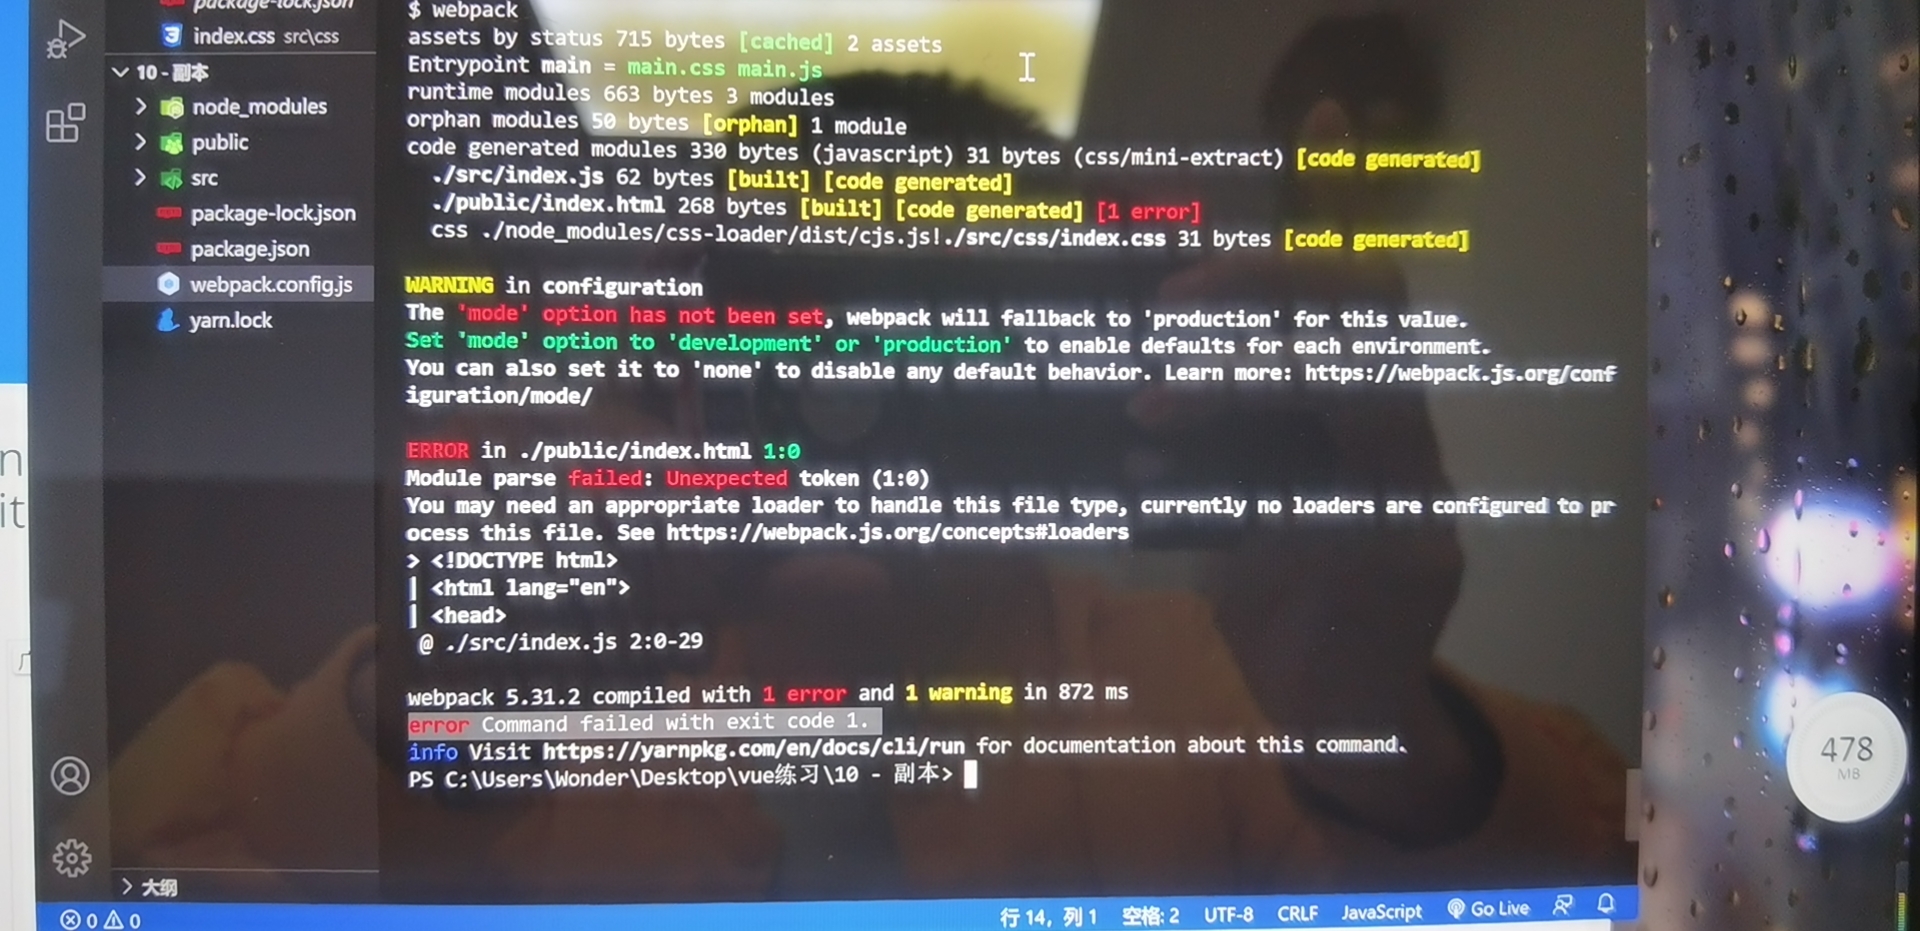 package-lock.json
index.css src\css
10 - 副本
node_modules
public
src
package-lock.json
package.json
webpack.config.js
yarn.lock
大纲
$ webpack
assets by status 715 bytes [cached] 2 assets
Entrypoint main = main.css main.js
runtime modules 663 bytes 3 modules
orphan modules 50 bytes [orphan] 1 module
code generated modules 330 bytes (javascript) 31 bytes (css/mini-extract) [code generated]
./src/index.js 62 bytes [built] [code generated]
./public/index.html 268 bytes [built] [code generated] [1 error]
css ./node_modules/css-loader/dist/cjs.js!./src/css/index.css 31 bytes [code generated]
WARNING in configuration
The 'mode' option has not been set, webpack will fallback to 'production' for this value.
Set 'mode' option to 'development' or 'production' to enable defaults for each environment.
You can also set it to 'none' to disable any default behavior. Learn more: https://webpack.js.org/conf
iguration/mode/
ERROR in ./public/index.html 1:0
Module parse failed: Unexpected token (1:0)
You may need an appropriate loader to handle this file type, currently no loaders are configured to pr
ocess this file. See https://webpack.js.org/concepts#loaders
> <!DOCTYPE html>
| <html lang="en">
| <head>
@ ./src/index.js 2:0-29
webpack 5.31.2 compiled with 1 error and 1 warning in 872 ms
error Command failed with exit code 1.
info Visit https://yarnpkg.com/en/docs/cli/run for documentation about this command.
PS C:\Users\Wonder\Desktop\vue练习\10 - 副本>
0 0
行 14, 列 1 空格: 2 UTF-8 CRLF JavaScript Go Live
478
MB
n
it